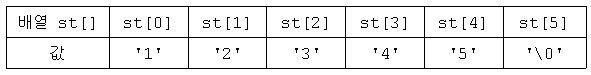 배열 st[] st[0] st[1] st[2] st[3] st[4] st[5]
값 '1' '2' '3' '4' '5' '\0'